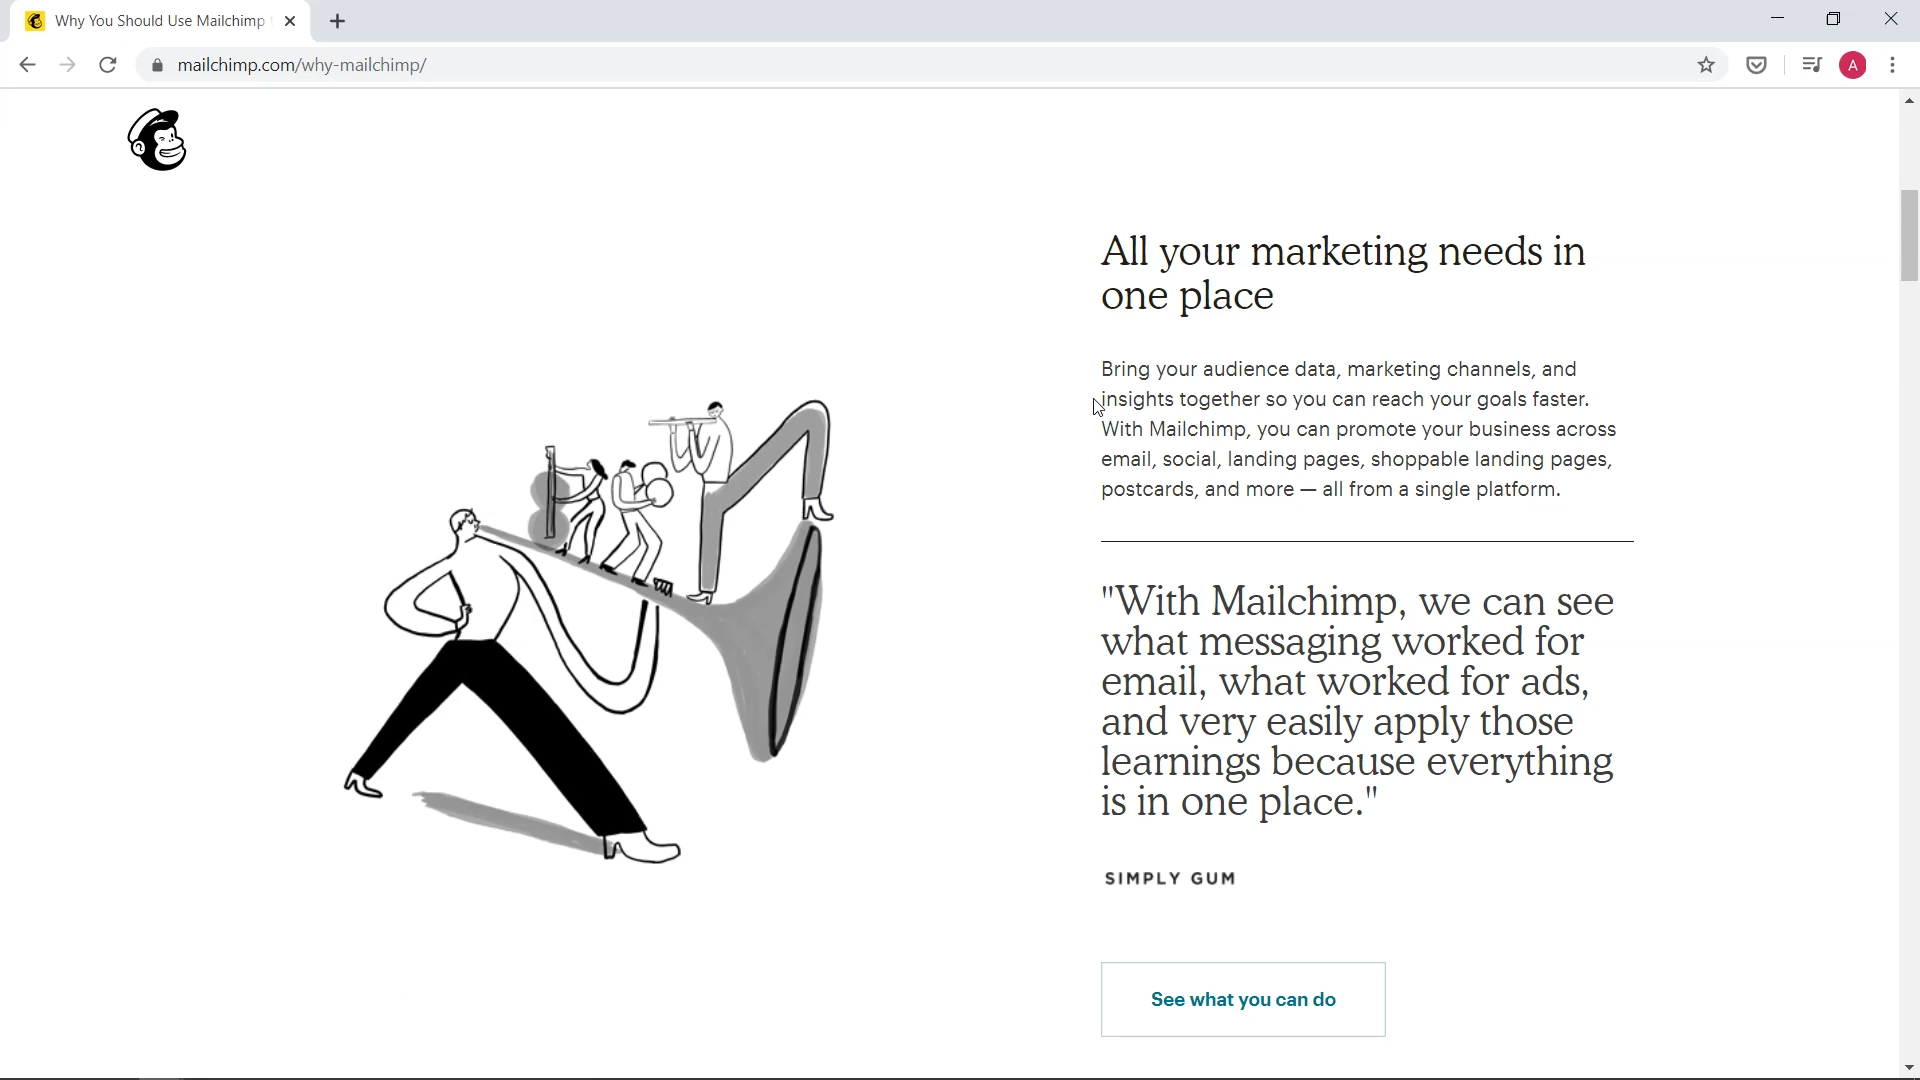 Why You Should Use Mailchimp
mailchimp.com/why-mailchimp/
A
All your marketing needs in
one place
Bring your audience data, marketing channels, and
insights together so you can reach your goals faster.
With Mailchimp, you can promote your business across
email, social, landing pages, shoppable landing pages,
postcards, and more — all from a single platform.
"With Mailchimp, we can see
what messaging worked for
email, what worked for ads,
and very easily apply those
learnings because everything
is in one place."
SIMPLY GUM
See what you can do